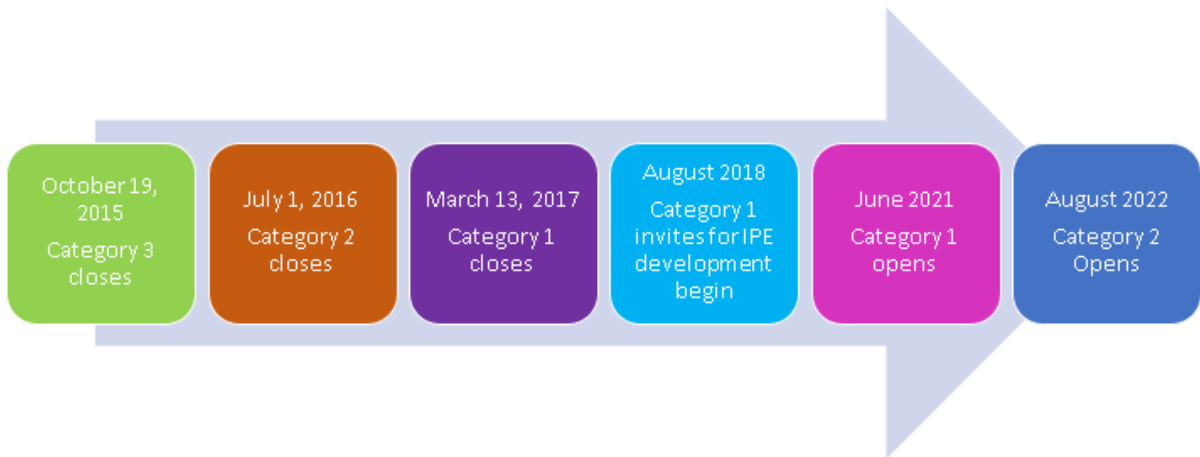 October 19,
2015
Category 3
closes
July 1, 2016
Category 2
closes
March 13, 2017
Category 1
closes
August 2018
Category 1
invites for IPE
development
begin
June 2021
Category 1
opens
August 2022
Category 2
Opens